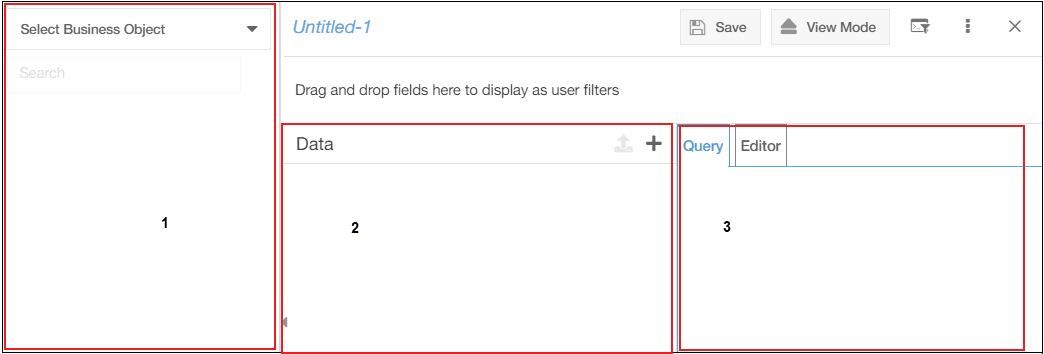 Select Business Object
Search
1
Untitled-1
Save
View Mode
Drag and drop fields here to display as user filters
Data
2
Query
Editor
3